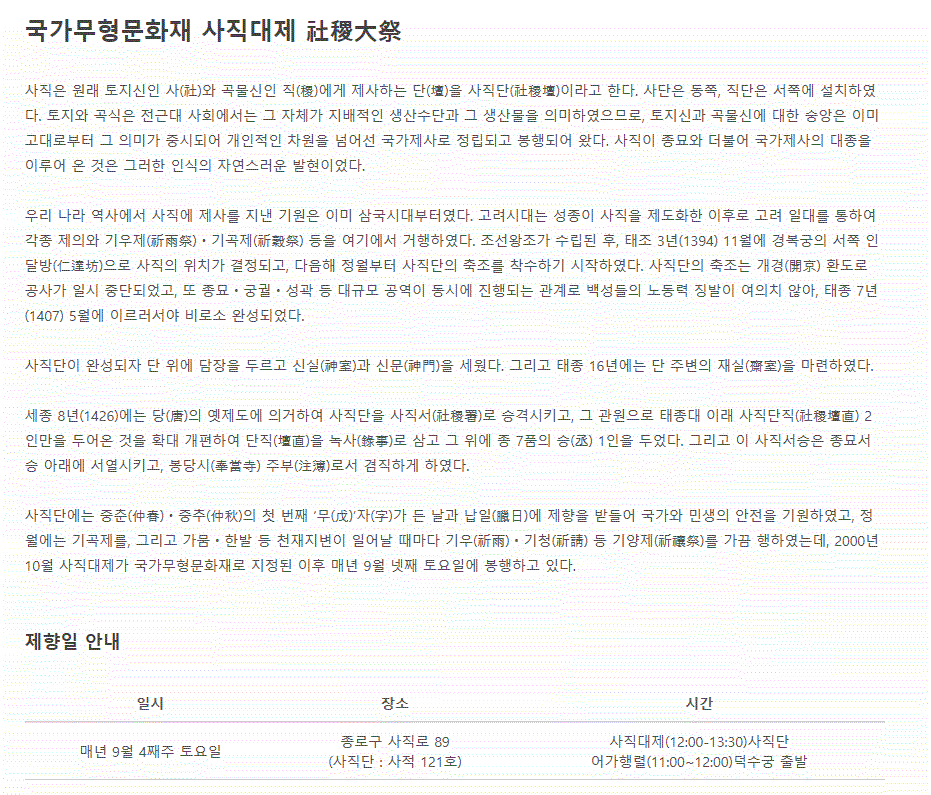 국가무형문화재 사직대제 社稷大祭
사직은 원래 토지신인 사(社)와 곡물신인 직(稷)에게 제사하는 단(壇)을 사직단(社稷壇)이라고 한다. 사단은 동쪽, 직단은 서쪽에 설치하였
다. 토지와 곡식은 전근대 사회에서는 그 자체가 지배적인 생산수단과 그 생산물을 의미하였으므로, 토지신과 곡물신에 대한 숭앙은 이미
고대로부터 그 의미가 중시되어 개인적인 차원을 넘어선 국가제사로 정립되고 봉행되어 왔다. 사직이 종묘와 더불어 국가제사의 대종을
이루어 온 것은 그러한 인식의 자연스러운 발현이었다.
우리 나라 역사에서 사직에 제사를 지낸 기원은 이미 삼국시대부터였다. 고려시대는 성종이 사직을 제도화한 이후로 고려 일대를 통하여
각종 제의와 기우제(祈雨祭)・기곡제(祈穀祭) 등을 여기에서 거행하였다. 조선왕조가 수립된 후, 태조 3년(1394) 11월에 경복궁의 서쪽 인
달방(仁達坊)으로 사직의 위치가 결정되고, 다음해 정월부터 사직단의 축조를 착수하기 시작하였다. 사직단의 축조는 개경(開京) 환도로
공사가 일시 중단되었고, 또 종묘・궁궐・성곽 등 대규모 공역이 동시에 진행되는 관계로 백성들의 노동력 징발이 여의치 않아, 태종 7년
(1407) 5월에 이르러서야 비로소 완성되었다.
사직단이 완성되자 단 위에 담장을 두르고 신실(神室)과 신문(神門)을 세웠다. 그리고 태종 16년에는 단 주변의 재실(齋室)을 마련하였다.
세종 8년(1426)에는 당(唐)의 옛제도에 의거하여 사직단을 사직서(社稷署)로 승격시키고, 그 관원으로 태종대 이래 사직단직(社稷壇直) 2
인만을 두어온 것을 확대 개편하여 단직(壇直)을 녹사(錄事)로 삼고 그 위에 종 7품의 승(丞) 1인을 두었다. 그리고 이 사직서승은 종묘서
승 아래에 서열시키고, 봉당시(奉當寺) 주부(注簿)로서 겸직하게 하였다.
사직단에는 중춘(仲春)・중추(仲秋)의 첫 번째 '무(戊)'자(字)가 든 날과 납일(臘日)에 제향을 받들어 국가와 민생의 안전을 기원하였고, 정
월에는 기곡제를, 그리고 가뭄・한발 등 천재지변이 일어날 때마다 기우(祈雨)・기청(祈請) 등 기양제(祈禳祭)를 가끔 행하였는데, 2000년
10월 사직대제가 국가무형문화재로 지정된 이후 매년 9월 넷째 토요일에 봉행하고 있다.
제향일 안내
일시 장소 시간
매년 9월 4째주 토요일
종로구 사직로 89
(사직단 : 사적 121호)
사직대제(12:00-13:30)사직단
어가행렬(11:00~12:00)덕수궁 출발